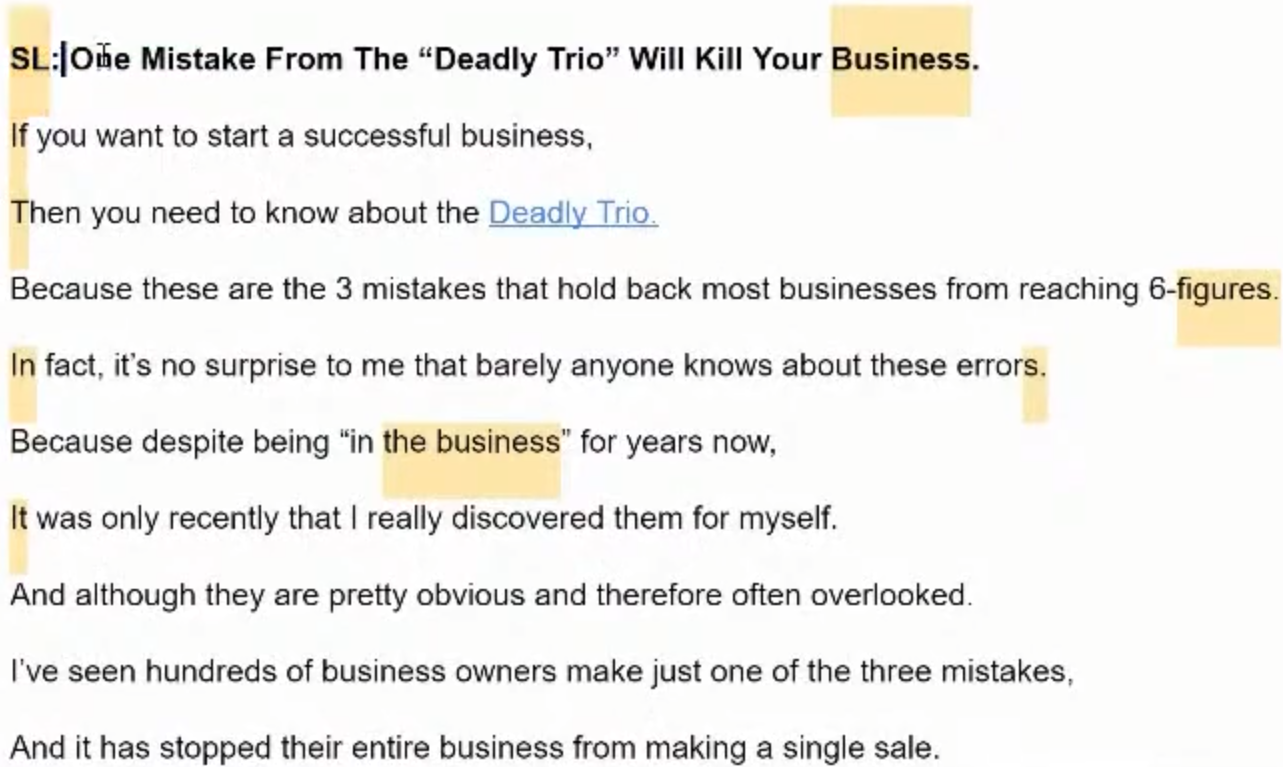 SL: One Mistake From The “Deadly Trio” Will Kill Your Business.
If you want to start a successful business,
Then you need to know about the Deadly Trio.
Because these are the 3 mistakes that hold back most businesses from reaching 6-figures.
In fact, it’s no surprise to me that barely anyone knows about these errors.
Because despite being “in the business” for years now,
It was only recently that I really discovered them for myself.
And although they are pretty obvious and therefore often overlooked.
I’ve seen hundreds of business owners make just one of the three mistakes,
And it has stopped their entire business from making a single sale.